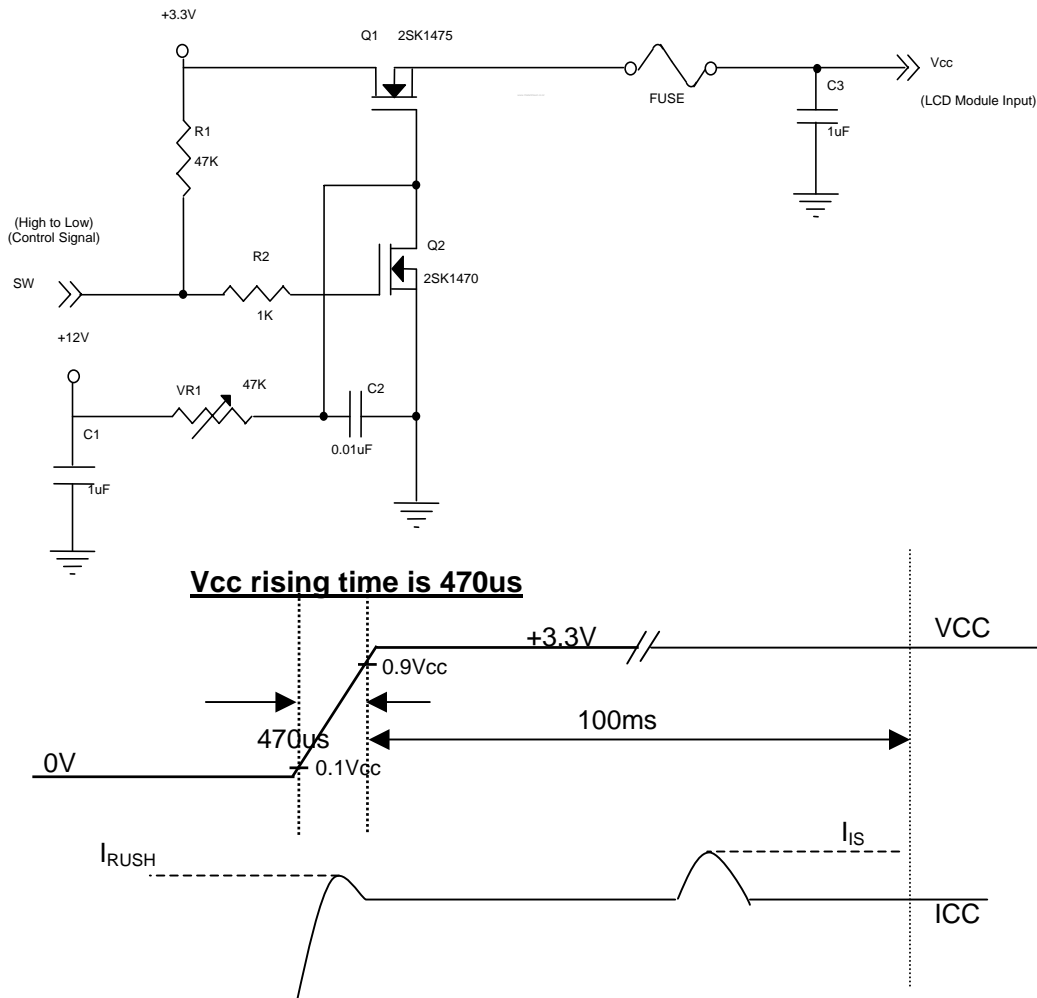 +3.3V
Q1 2SK1475
Vcc
C3
FUSE
(LCD Module Input)
R1
47K
1uF
(High to Low)
(Control Signal)
Q2
R2
SW
2SK1470
1K
+12V
VR1 47K
C2
C1
0.01uF
1uF
Vcc rising time is 470us
+3.3V
VCC
0.9Vcc
100ms
470us
0V
0.1Vcc
IRUSH
IIS
ICC